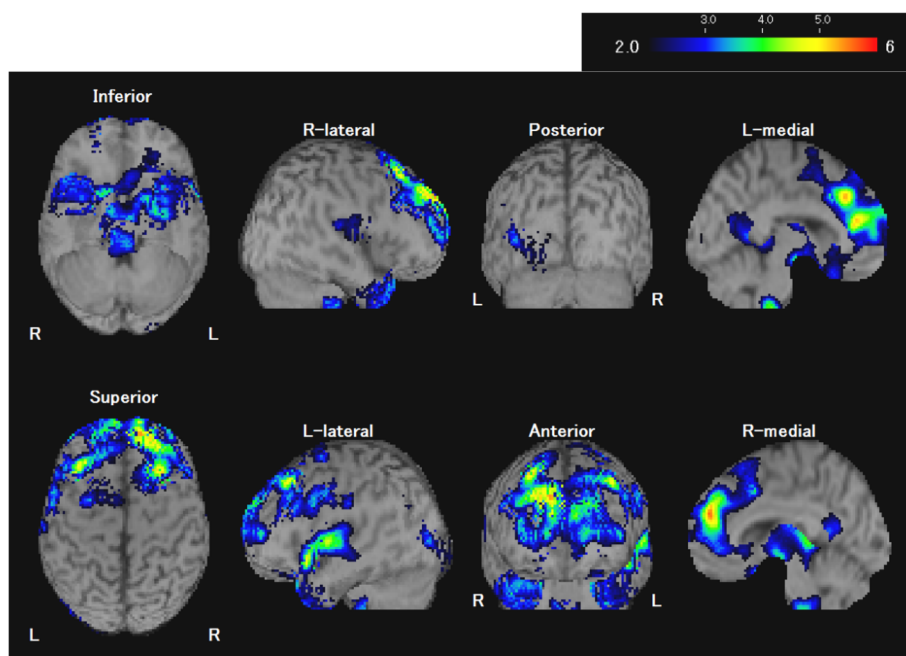 3.0 4.0 5.0
2.0 6
Inferior
R-lateral
Posterior
L-medial
R L
L R
Superior
L-lateral
Anterior
R-medial
L R
R L